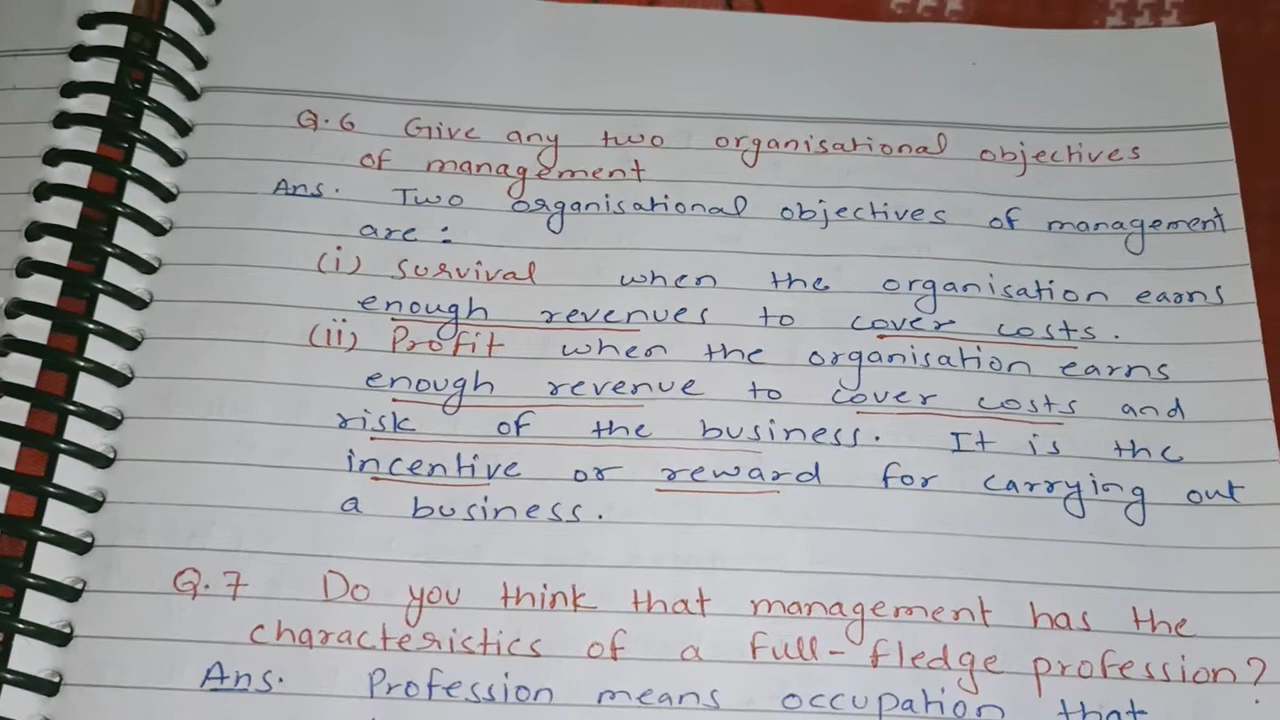 Q.6 Give any two organisational objectives
of management
Ans. Two organisational objectives of management
are :
(i) survival when the organisation earns
enough revenues to cover costs.
(ii) Profit when the organisation earns
enough revenue to cover costs and
risk of the business. It is the
incentive or reward for carrying out
a business.
Q.7 Do you think that management has the
characteristics of a full-fledge profession?
Ans. Profession means occupation that